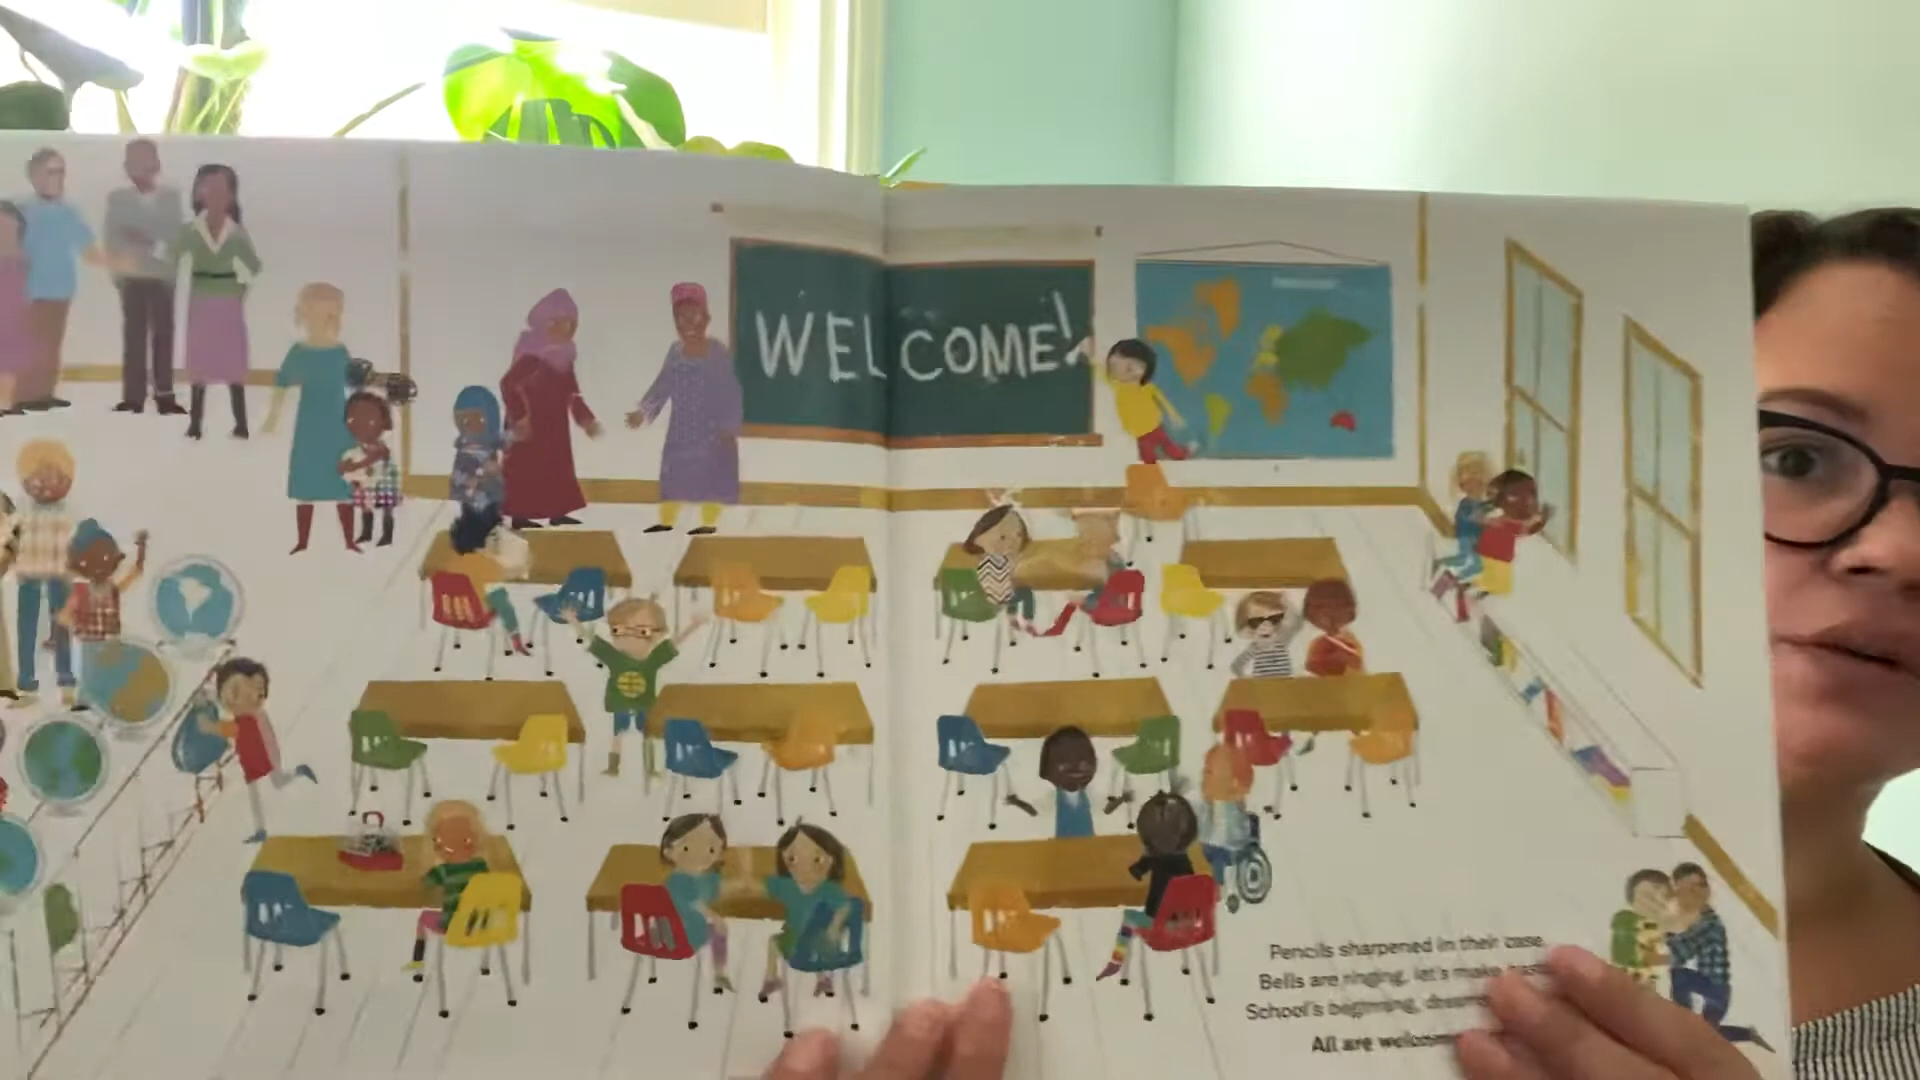 WELCOME!
Pencils sharpened in their case.
Bells are ringing, let's make
School's beginning,
All are